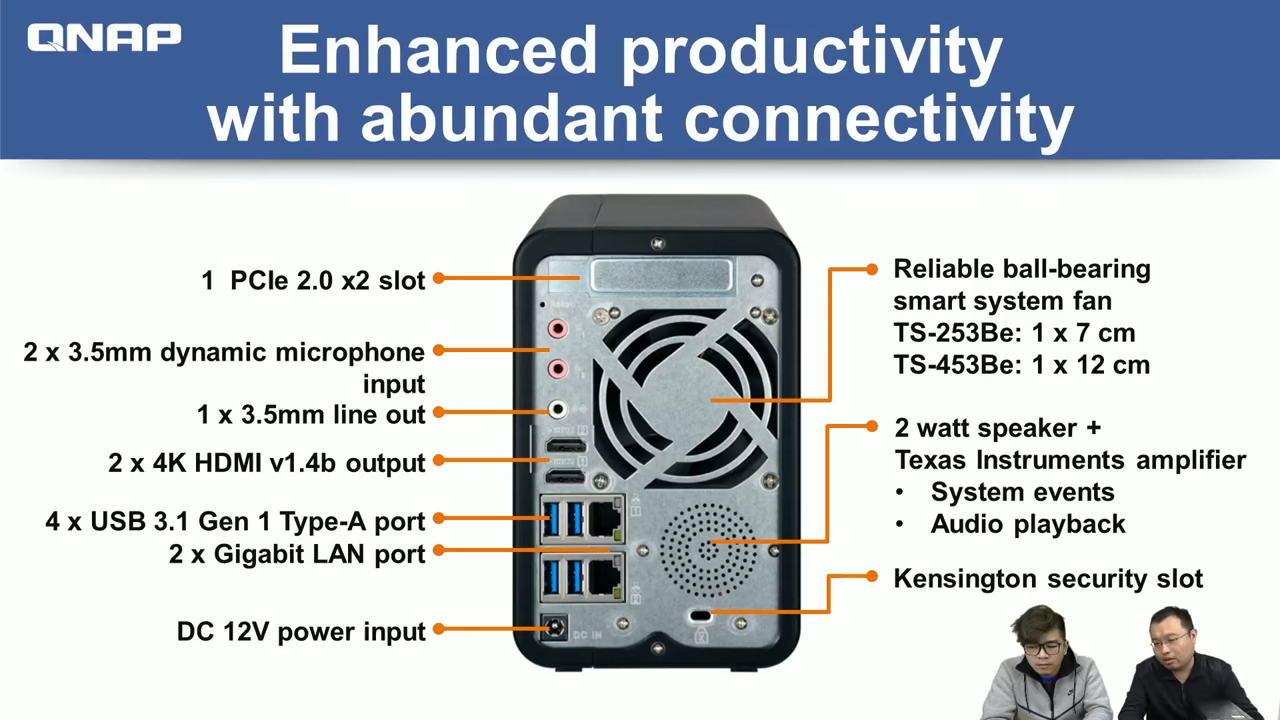 QNAP
Enhanced productivity
with abundant connectivity
1 PCIe 2.0 x2 slot
2 x 3.5mm dynamic microphone
input
1 x 3.5mm line out
2 x 4K HDMI v1.4b output
4 x USB 3.1 Gen 1 Type-A port
2 x Gigabit LAN port
DC 12V power input
DC IN
Reliable ball-bearing
smart system fan
TS-253Be: 1 x 7 cm
TS-453Be: 1 x 12 cm
2 watt speaker +
Texas Instruments amplifier
• System events
• Audio playback
Kensington security slot